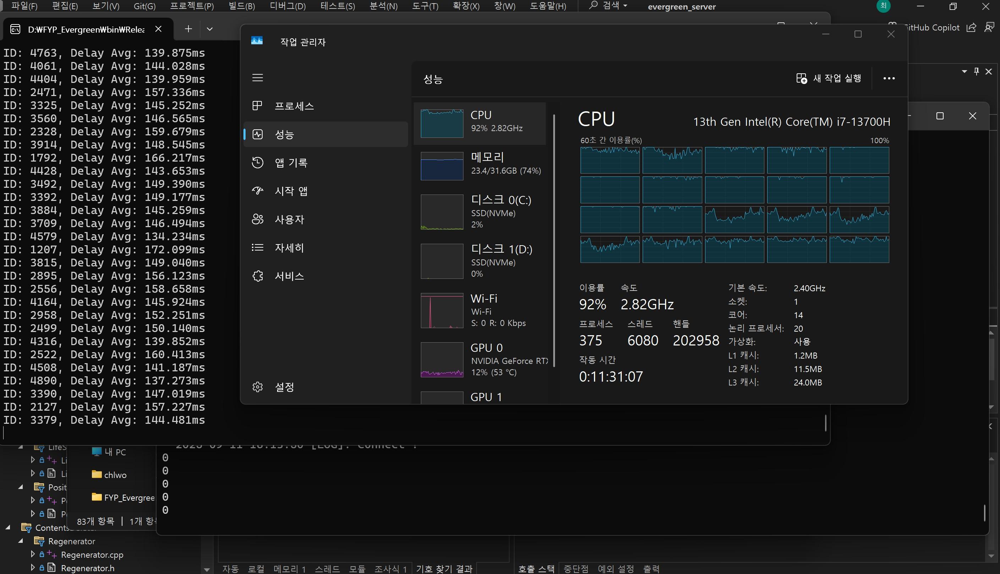 파일(F) 편집(E) 보기(V) Git(G) 프로젝트(P) 빌드(B) 디버그(D) 테스트(S) 분석(N) 도구(T) 확장(X) 창(W) 도움말(H) 검색 evergreen_server 최
D:₩FYP_Evergreen₩bin₩Relea
itHub Copilot
ID: 4763, Delay Avg: 139.875ms
ID: 4061, Delay Avg: 144.028ms
ID: 4404, Delay Avg: 139.959ms
ID: 2471, Delay Avg: 157.336ms
ID: 3325, Delay Avg: 145.252ms
ID: 3560, Delay Avg: 146.565ms
ID: 2328, Delay Avg: 159.679ms
ID: 3914, Delay Avg: 148.545ms
ID: 1792, Delay Avg: 166.217ms
ID: 4428, Delay Avg: 143.653ms
ID: 3492, Delay Avg: 149.390ms
ID: 3392, Delay Avg: 149.177ms
ID: 3884, Delay Avg: 145.259ms
ID: 3709, Delay Avg: 146.494ms
ID: 4579, Delay Avg: 134.234ms
ID: 1207, Delay Avg: 172.099ms
ID: 3815, Delay Avg: 149.040ms
ID: 2895, Delay Avg: 156.123ms
ID: 2556, Delay Avg: 158.658ms
ID: 4164, Delay Avg: 145.924ms
ID: 2958, Delay Avg: 152.251ms
ID: 2499, Delay Avg: 150.140ms
ID: 4316, Delay Avg: 139.852ms
ID: 2522, Delay Avg: 160.413ms
ID: 4508, Delay Avg: 141.187ms
ID: 4890, Delay Avg: 137.273ms
ID: 3390, Delay Avg: 147.019ms
ID: 2127, Delay Avg: 157.227ms
ID: 3379, Delay Avg: 144.481ms
작업 관리자
프로세스
성능
앱 기록
시작 앱
사용자
자세히
서비스
설정
성능
새 작업 실행
CPU
92% 2.82GHz
메모리
23.4/31.6GB (74%)
디스크 0(C:)
SSD(NVMe)
2%
디스크 1(D:)
SSD(NVMe)
0%
Wi-Fi
Wi-Fi
S: 0 R: 0 Kbps
GPU 0
NVIDIA GeForce RTX
12% (53 °C)
GPU 1
CPU
13th Gen Intel(R) Core(TM) i7-13700H
60초 간 이용률(%) 100%
이용률 속도
92% 2.82GHz
프로세스 스레드 핸들
375 6080 202958
작동 시간
0:11:31:07
기본 속도: 2.40GHz
소켓: 1
코어: 14
논리 프로세서: 20
가상화: 사용
L1 캐시: 1.2MB
L2 캐시: 11.5MB
L3 캐시: 24.0MB
0
0
0
0
0
LifeS
Li
Li
Posit
Contents
Regenerator
Regenerator.cpp
Regenerator.h
내 PC
chlwo
FYP_Evergree
83개 항목 1개 항
자동 로컬 메모리 1 스레드 모듈 조사식 1 기호 찾기 결과
호출 스택 중단점 예외 설정 출력